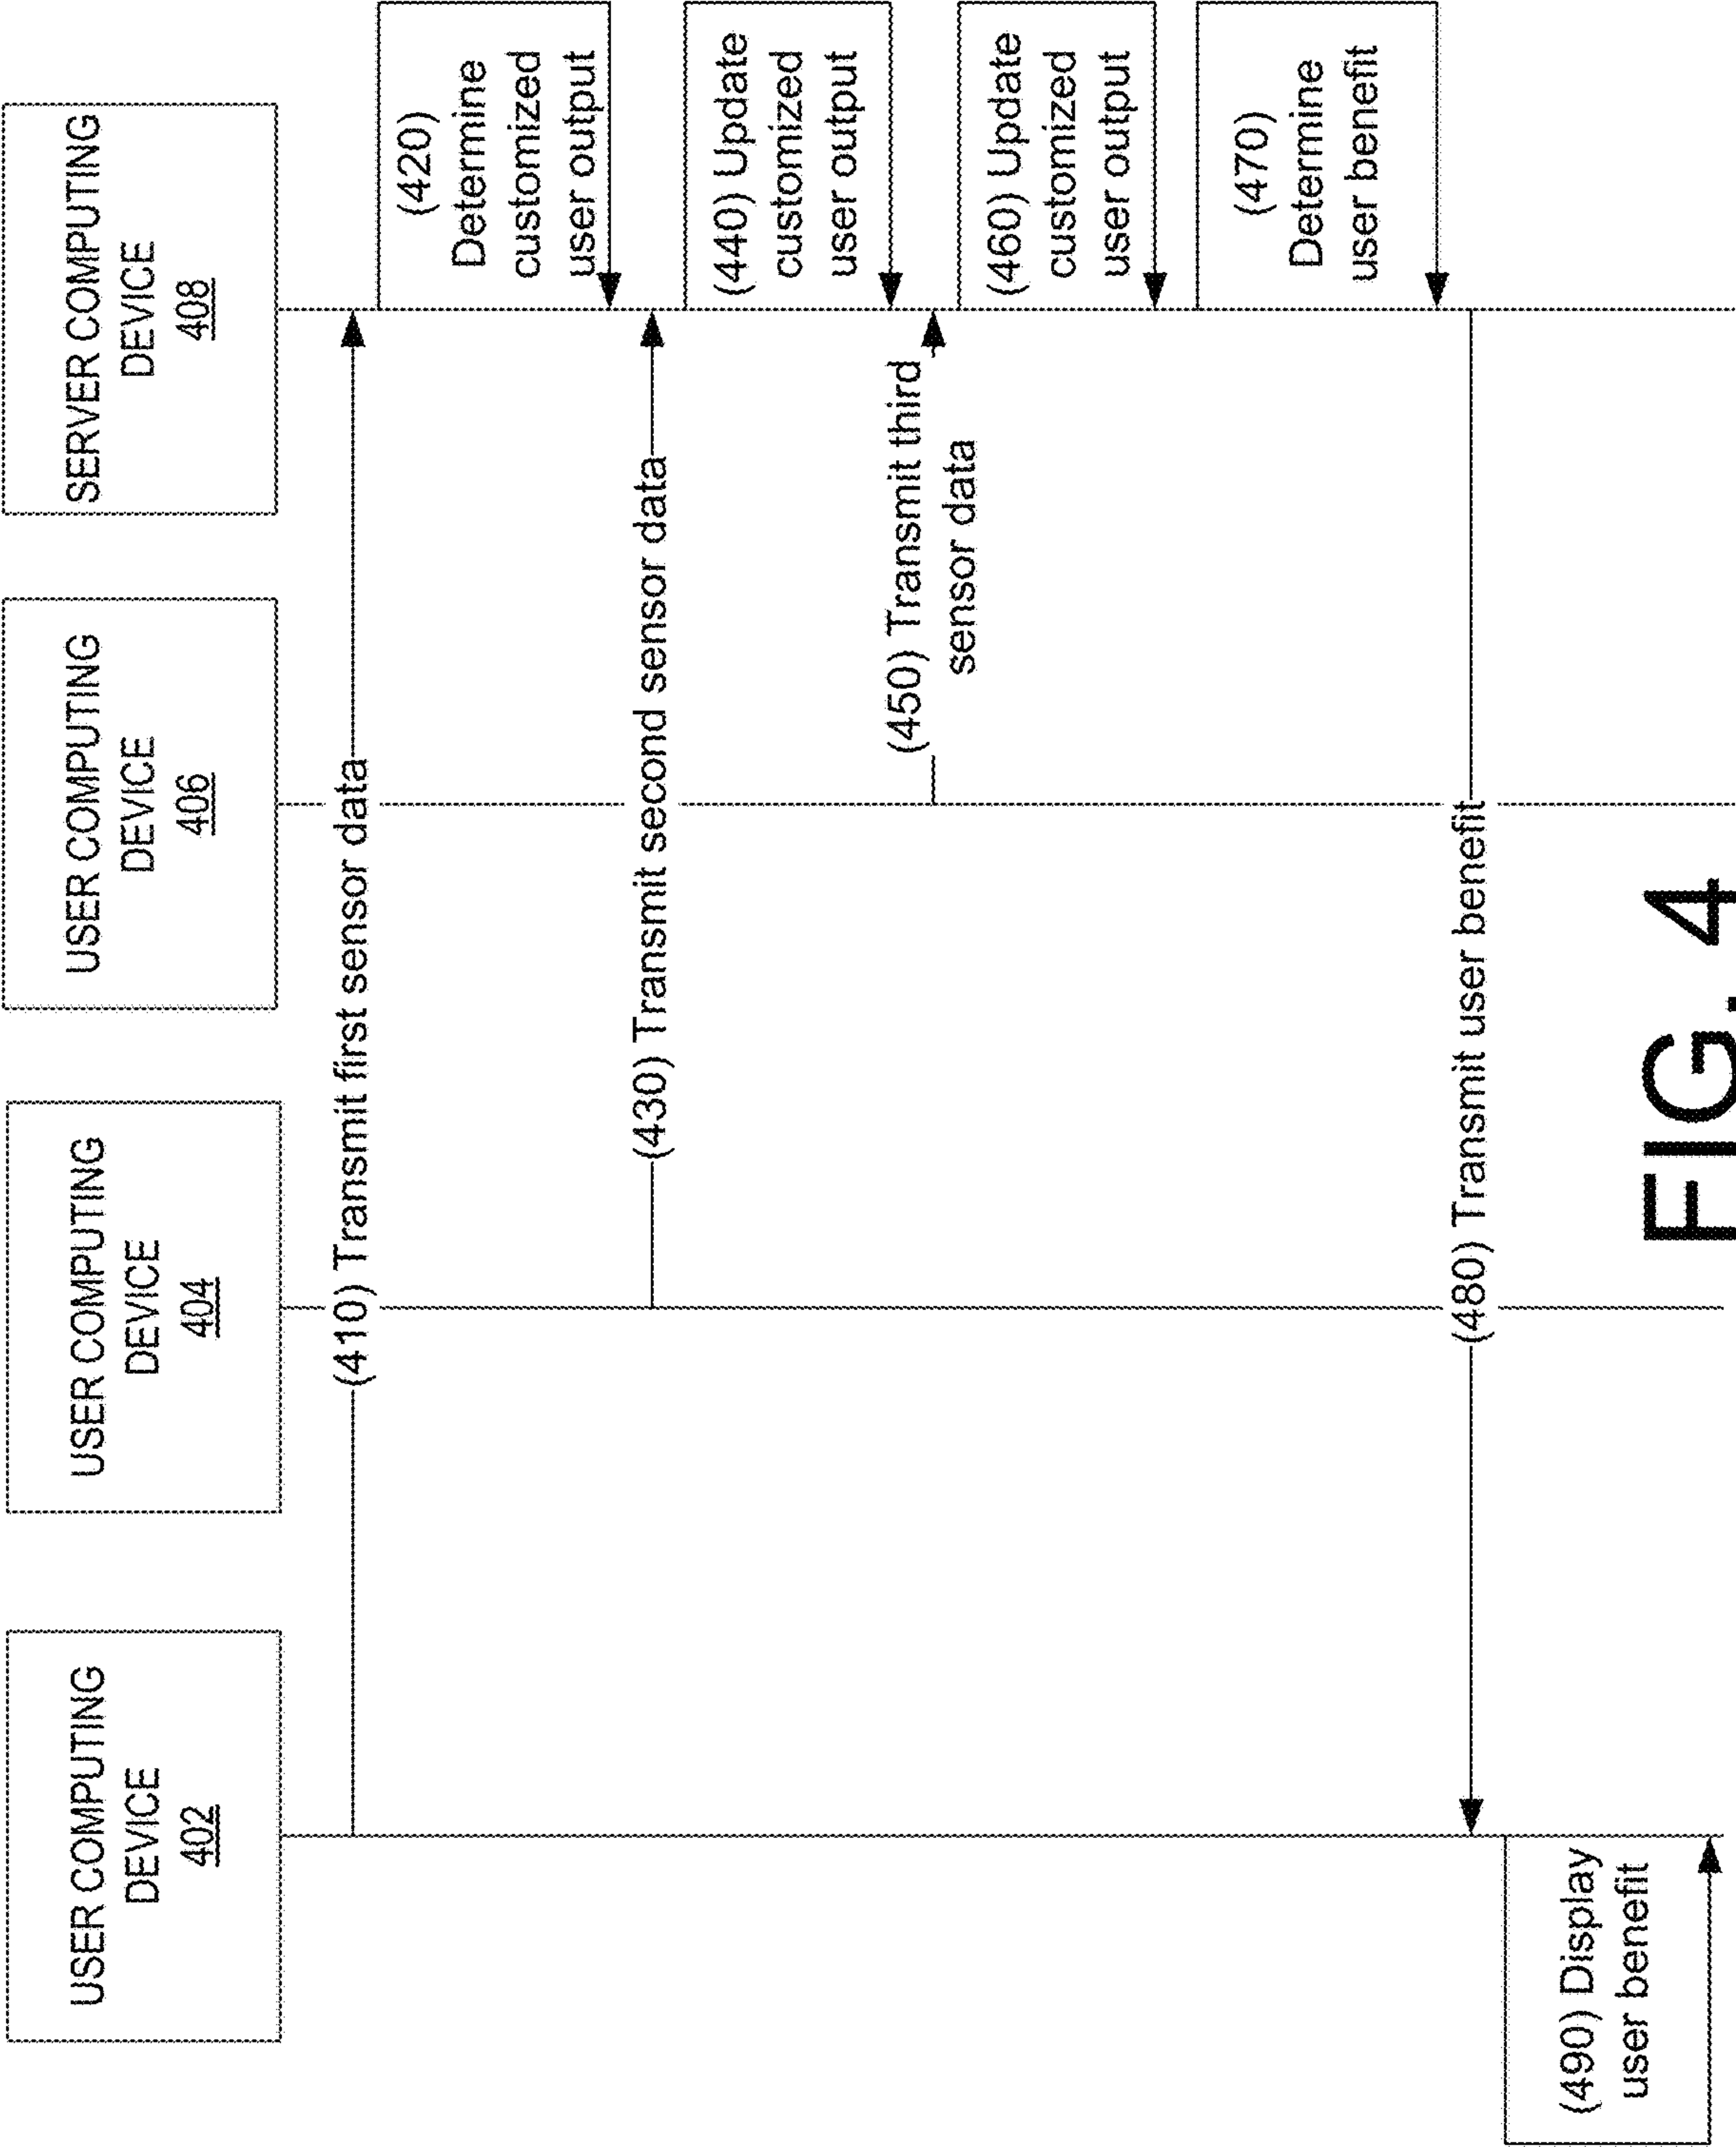 USER COMPUTING
DEVICE
402
USER COMPUTING
DEVICE
404
USER COMPUTING
DEVICE
406
SERVER COMPUTING
DEVICE
408
(410) Transmit first sensor data
(420)
Determine
customized
user output
(430) Transmit second sensor data
(440) Update
customized
user output
(450) Transmit third
sensor data
(460) Update
customized
user output
(470)
Determine
user benefit
(480) Transmit user benefit
(490) Display
user benefit
FIG. 4